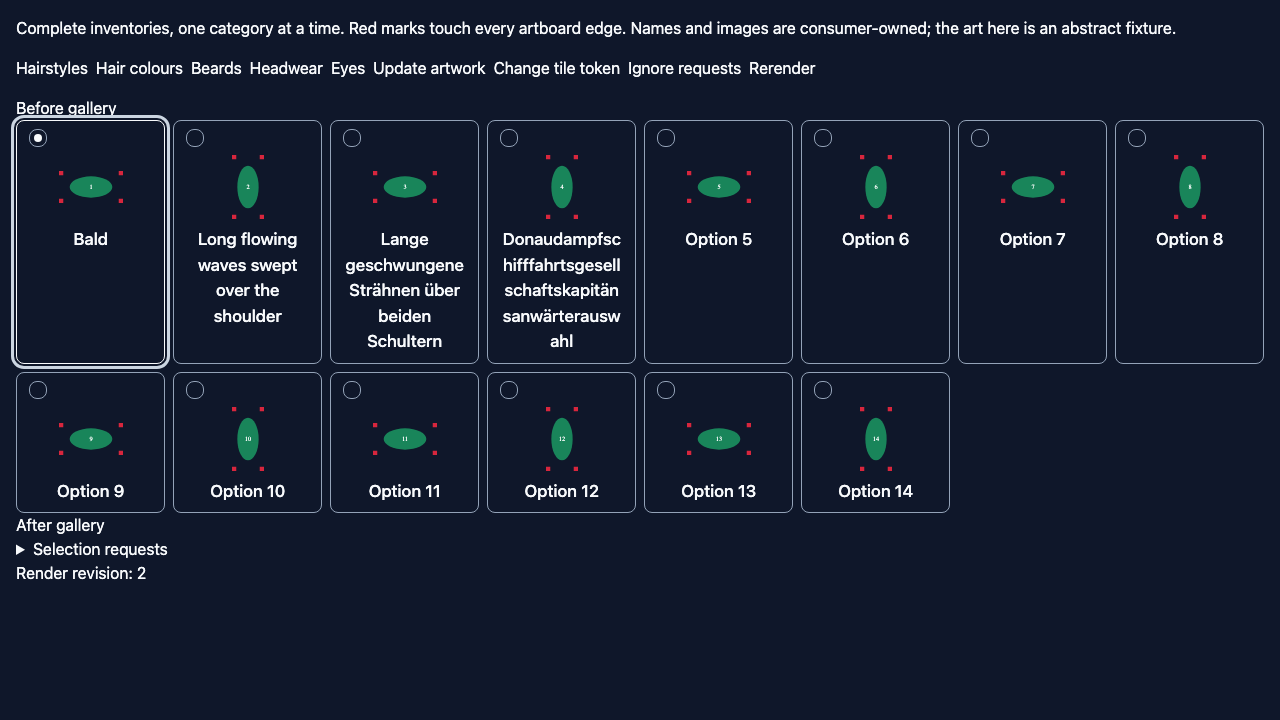 Complete inventories, one category at a time. Red marks touch every artboard edge. Names and images are consumer-owned; the art here is an abstract fixture.
Hairstyles Hair colours Beards Headwear Eyes Update artwork Change tile token Ignore requests Rerender
Before gallery
1
Bald
2
Long flowing
waves swept
over the
shoulder
3
Lange
geschwungene
Strähnen über
beiden
Schultern
4
Donaudampfsc
hifffahrtsgesell
schaftskapitän
sanwärterausw
ahl
5
Option 5
6
Option 6
7
Option 7
8
Option 8
9
Option 9
10
Option 10
11
Option 11
12
Option 12
13
Option 13
14
Option 14
After gallery
Selection requests
Render revision: 2